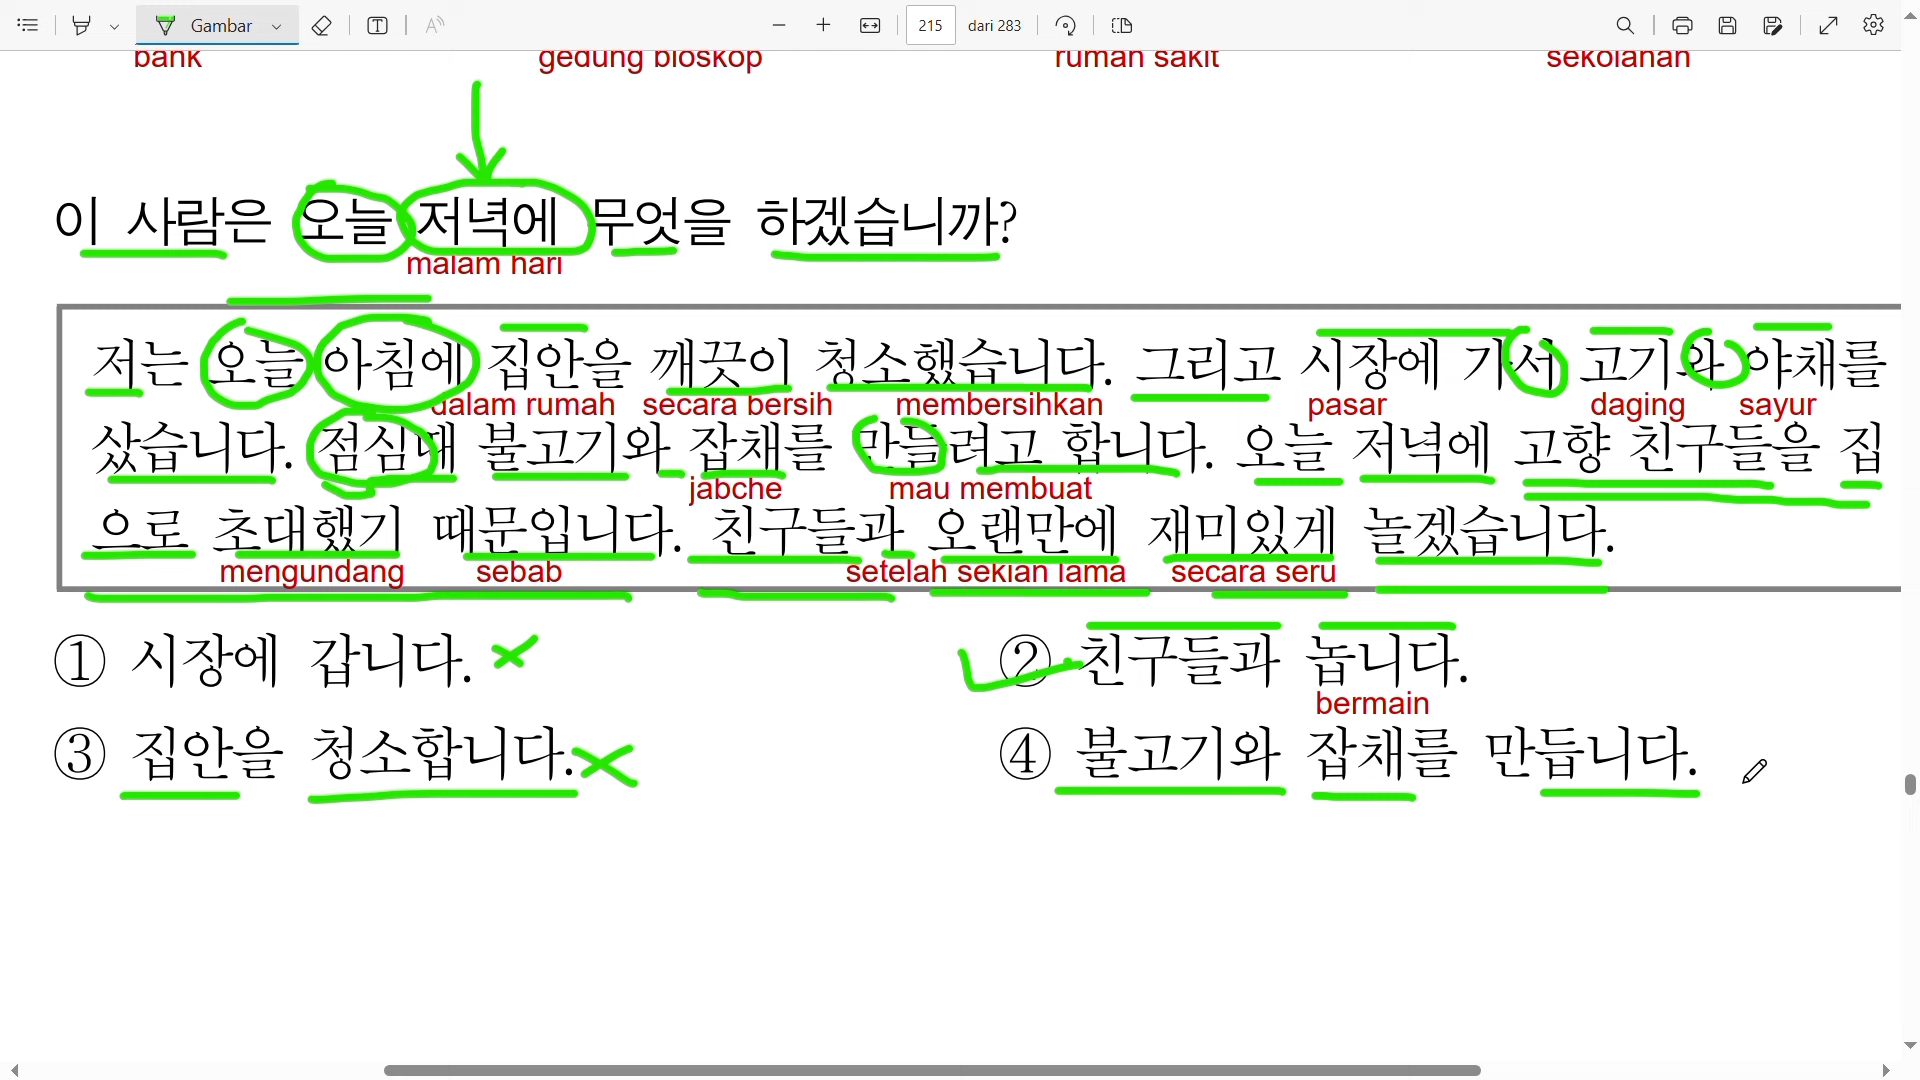 Gambar
215 dari 283
bank gedung bioskop rumah sakit sekolahan
이 사람은 오늘 저녁에 무엇을 하겠습니까?
malam hari
저는 오늘 아침에 집안을 깨끗이 청소했습니다. 그리고 시장에 가서 고기와 야채를
dalam rumah secara bersih membersihkan pasar daging sayur
샀습니다. 점심때 불고기와 잡채를 만들려고 합니다. 오늘 저녁에 고향 친구들을 집
jabche mau membuat
으로 초대했기 때문입니다. 친구들과 오랜만에 재미있게 놀겠습니다.
mengundang sebab setelah sekian lama secara seru
① 시장에 갑니다.
② 친구들과 놉니다.
bermain
③ 집안을 청소합니다.
④ 불고기와 잡채를 만듭니다.